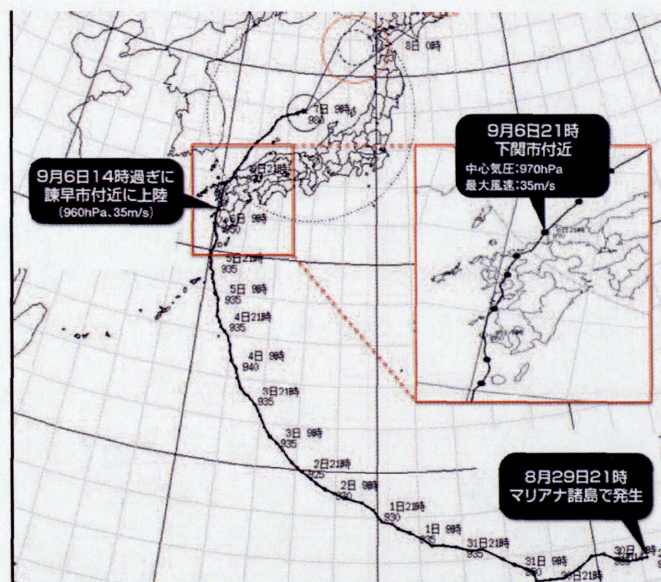 8日 0時
7日 9時
980
9月6日14時過ぎに
諫早市付近に上陸
(960hPa、35m/s)
9月6日21時
下関市付近
中心気圧:970hPa
最大風速:35m/s
6日 9時
950
5日21時
935
5日 9時
935
4日21時
935
4日 9時
940
3日21時
935
3日 9時
935
2日21時
925
2日 9時
930
1日21時
930
1日 9時
935
31日21時
935
31日 9時
8月29日21時
マリアナ諸島で発生